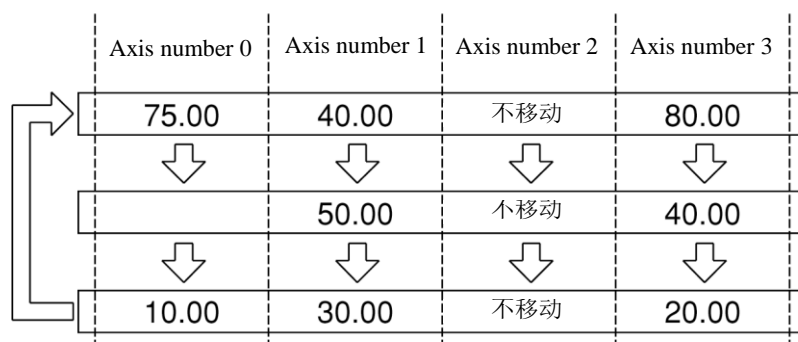 Axis number 0 Axis number 1 Axis number 2 Axis number 3
75.00 40.00 不移动 80.00
50.00 不移动 40.00
10.00 30.00 不移动 20.00